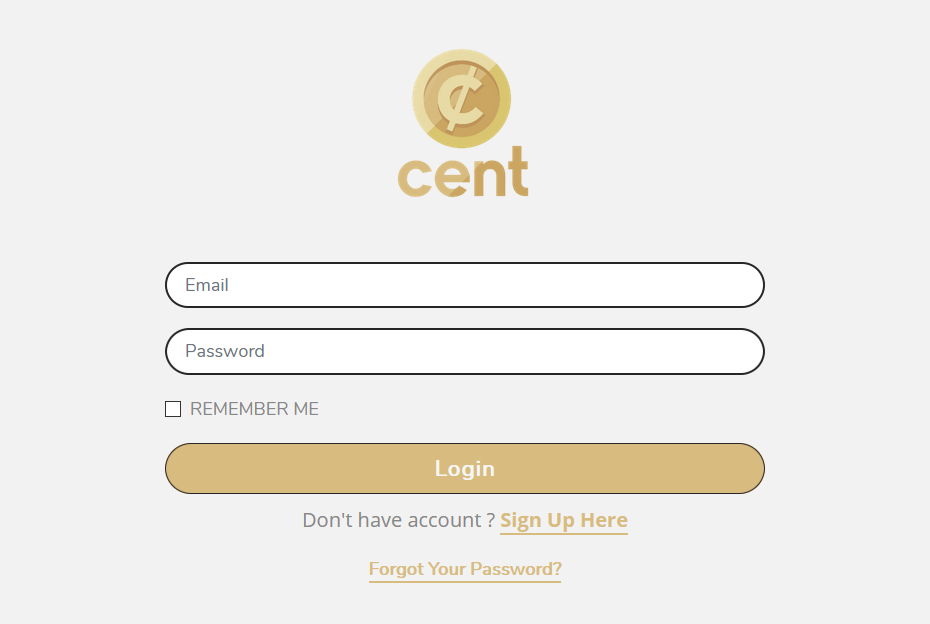 ¢
cent
Email
Password
REMEMBER ME
Login
Don't have account ? Sign Up Here
Forgot Your Password?